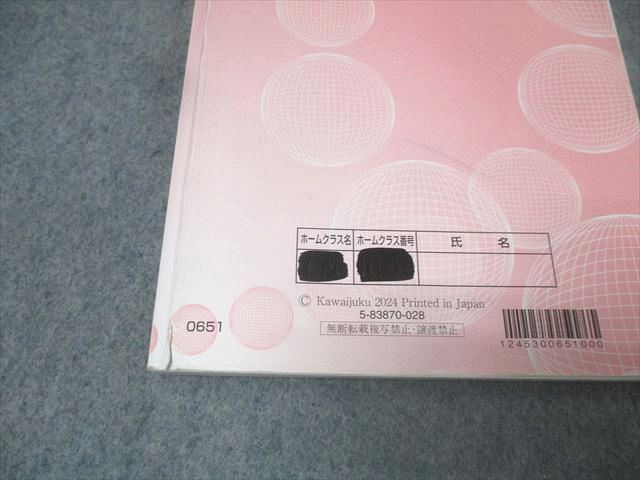 ホームクラス名 ホームクラス番号 氏 名
© Kawaijuku 2024 Printed in Japan
5-83870-028
無断転載複写禁止・譲渡禁止
0651
1245300651000